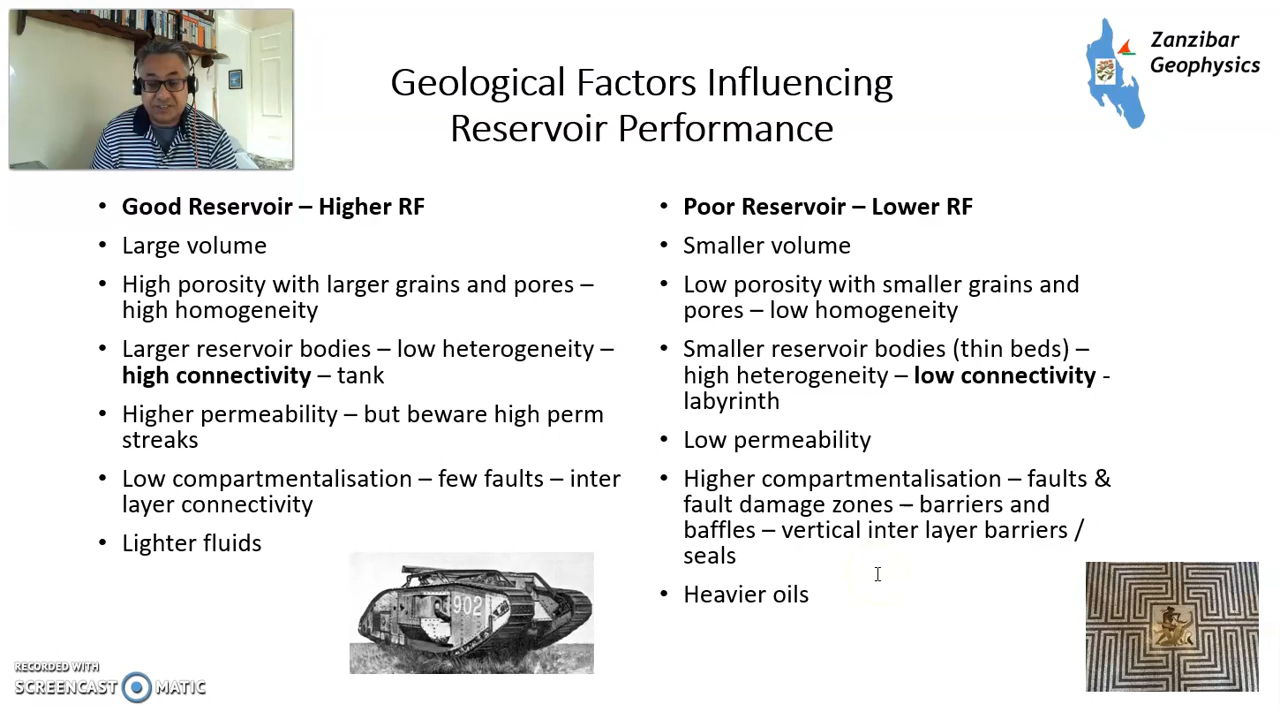 Zanzibar
Geophysics
Geological Factors Influencing
Reservoir Performance
• Good Reservoir – Higher RF
• Large volume
• High porosity with larger grains and pores –
high homogeneity
• Larger reservoir bodies – low heterogeneity –
high connectivity – tank
• Higher permeability – but beware high perm
streaks
• Low compartmentalisation – few faults – inter
layer connectivity
• Lighter fluids
902
• Poor Reservoir – Lower RF
• Smaller volume
• Low porosity with smaller grains and
pores – low homogeneity
• Smaller reservoir bodies (thin beds) –
high heterogeneity – low connectivity -
labyrinth
• Low permeability
• Higher compartmentalisation – faults &
fault damage zones – barriers and
baffles – vertical inter layer barriers /
seals
• Heavier oils
RECORDED WITH
SCREENCAST MATIC